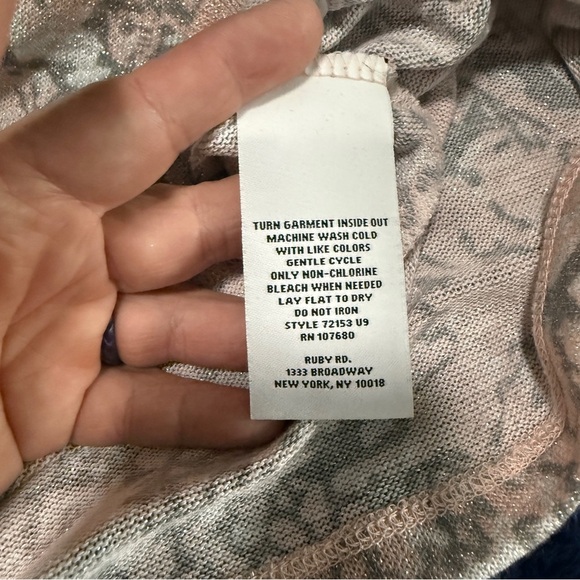 TURN GARMENT INSIDE OUT
MACHINE WASH COLD
WITH LIKE COLORS
GENTLE CYCLE
ONLY NON-CHLORINE
BLEACH WHEN NEEDED
LAY FLAT TO DRY
DO NOT IRON
STYLE 72153 U9
RN 107680
RUBY RD.
1333 BROADWAY
NEW YORK, NY 10018